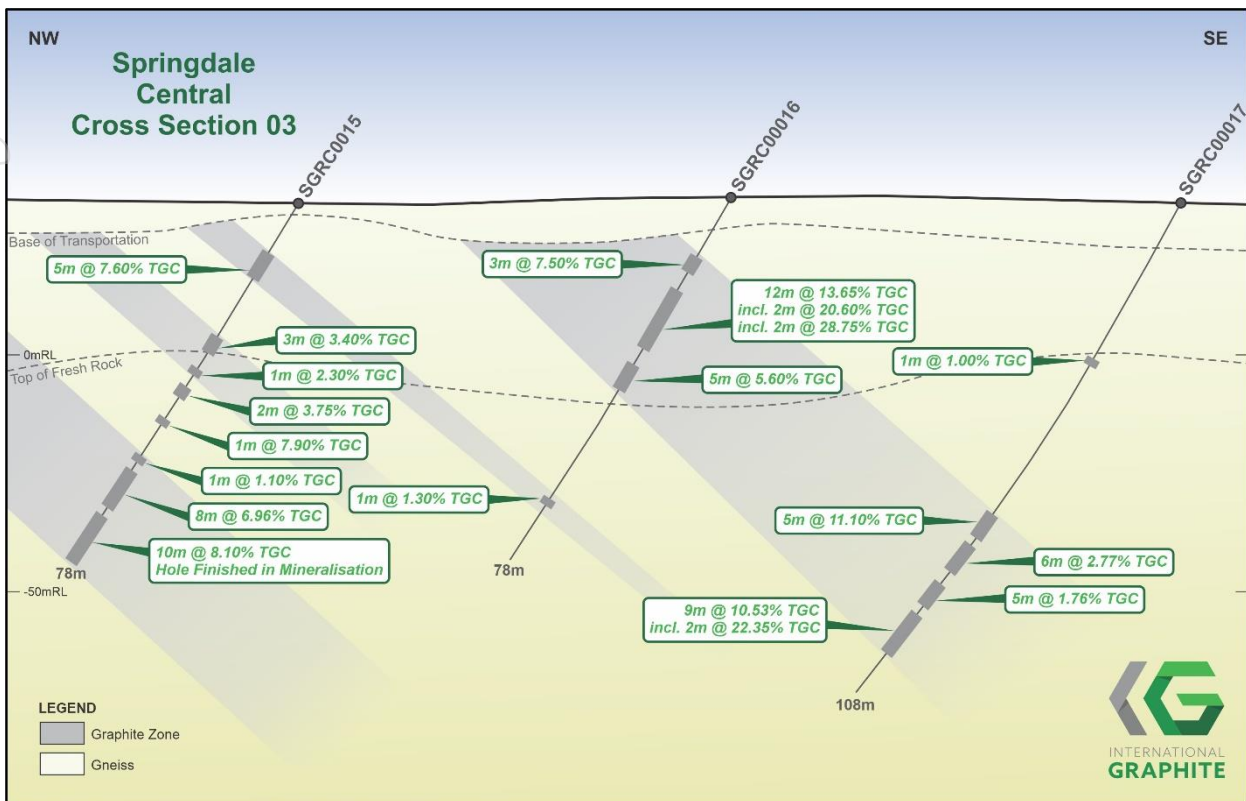 NW
SE
Springdale
Central
Cross Section 03
SGRC0015
SGRC00016
SGRC00017
Base of Transportation
5m @ 7.60% TGC
3m @ 7.50% TGC
12m @ 13.65% TGC
incl. 2m @ 20.60% TGC
incl. 2m @ 28.75% TGC
3m @ 3.40% TGC
0mRL
Top of Fresh Rock
1m @ 2.30% TGC
5m @ 5.60% TGC
1m @ 1.00% TGC
2m @ 3.75% TGC
1m @ 7.90% TGC
1m @ 1.10% TGC
1m @ 1.30% TGC
8m @ 6.96% TGC
5m @ 11.10% TGC
10m @ 8.10% TGC
Hole Finished in Mineralisation
6m @ 2.77% TGC
78m
78m
-50mRL
5m @ 1.76% TGC
9m @ 10.53% TGC
incl. 2m @ 22.35% TGC
108m
LEGEND
Graphite Zone
Gneiss
INTERNATIONAL
GRAPHITE